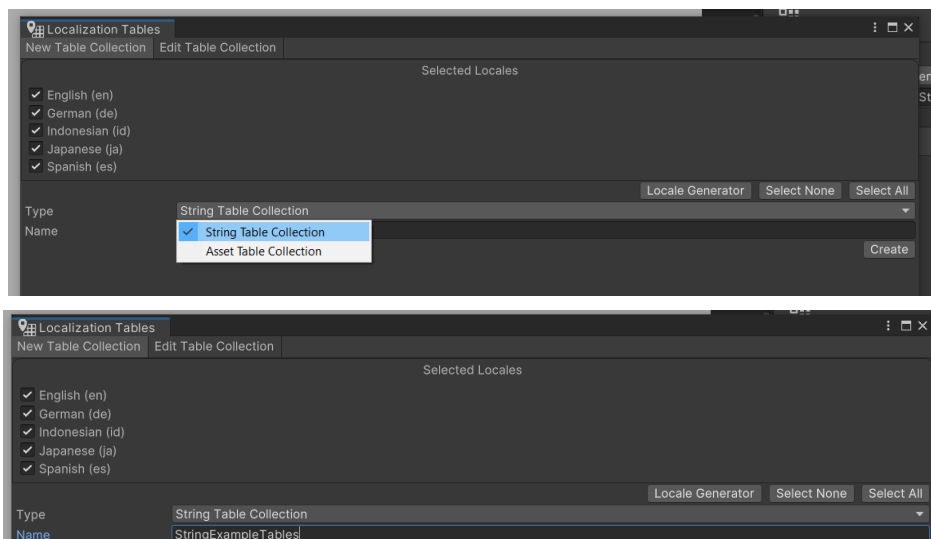 Localization Tables
New Table Collection Edit Table Collection
Selected Locales
English (en)
German (de)
Indonesian (id)
Japanese (ja)
Spanish (es)
Locale Generator Select None Select All
Type String Table Collection
Name
String Table Collection
Asset Table Collection
Create
Localization Tables
New Table Collection Edit Table Collection
Selected Locales
English (en)
German (de)
Indonesian (id)
Japanese (ja)
Spanish (es)
Locale Generator Select None Select All
Type String Table Collection
Name StringExampleTables